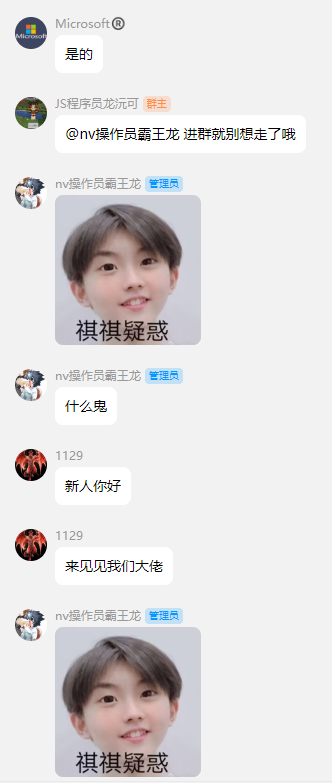 Microsoft
Microsoft®
是的
JS程序员龙沅可 群主
@nv操作员霸王龙 进群就别想走了哦
nv操作员霸王龙 管理员
祺祺疑惑
nv操作员霸王龙 管理员
什么鬼
1129
新人你好
1129
来见见我们大佬
nv操作员霸王龙 管理员
祺祺疑惑